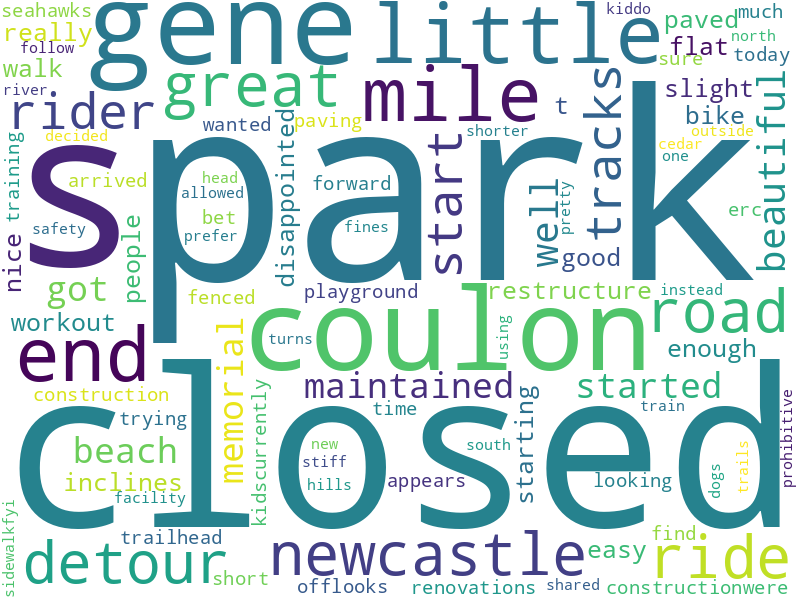 seahawks
really
follow
walk
river
gene
little
kiddo
paved
much
flat
north
sure
today
rider
great
mile
t
slight
bike
beautiful
decided
wanted
paving
disappointed
shorter
start
tracks
outside
cedar
one
training
arrived
head
allowed
bet
prefer
forward
fines
well
pretty
erc
s
park
safety
nice
people
good
got
fenced
playground
restructure
instead
workout
turns
coulon
using
road
end
memorial
enough
construction
maintained
started
prohibitive
trying
time
train
closed
beach
kidscurrently
new
stiff
hills
south
starting
looking
dogs
trails
inclines
facility
appears
sidewalkfyi
trailhead
find
detour
short
newcastle
easy
ride
offlooks
renovations
shared
constructionwere